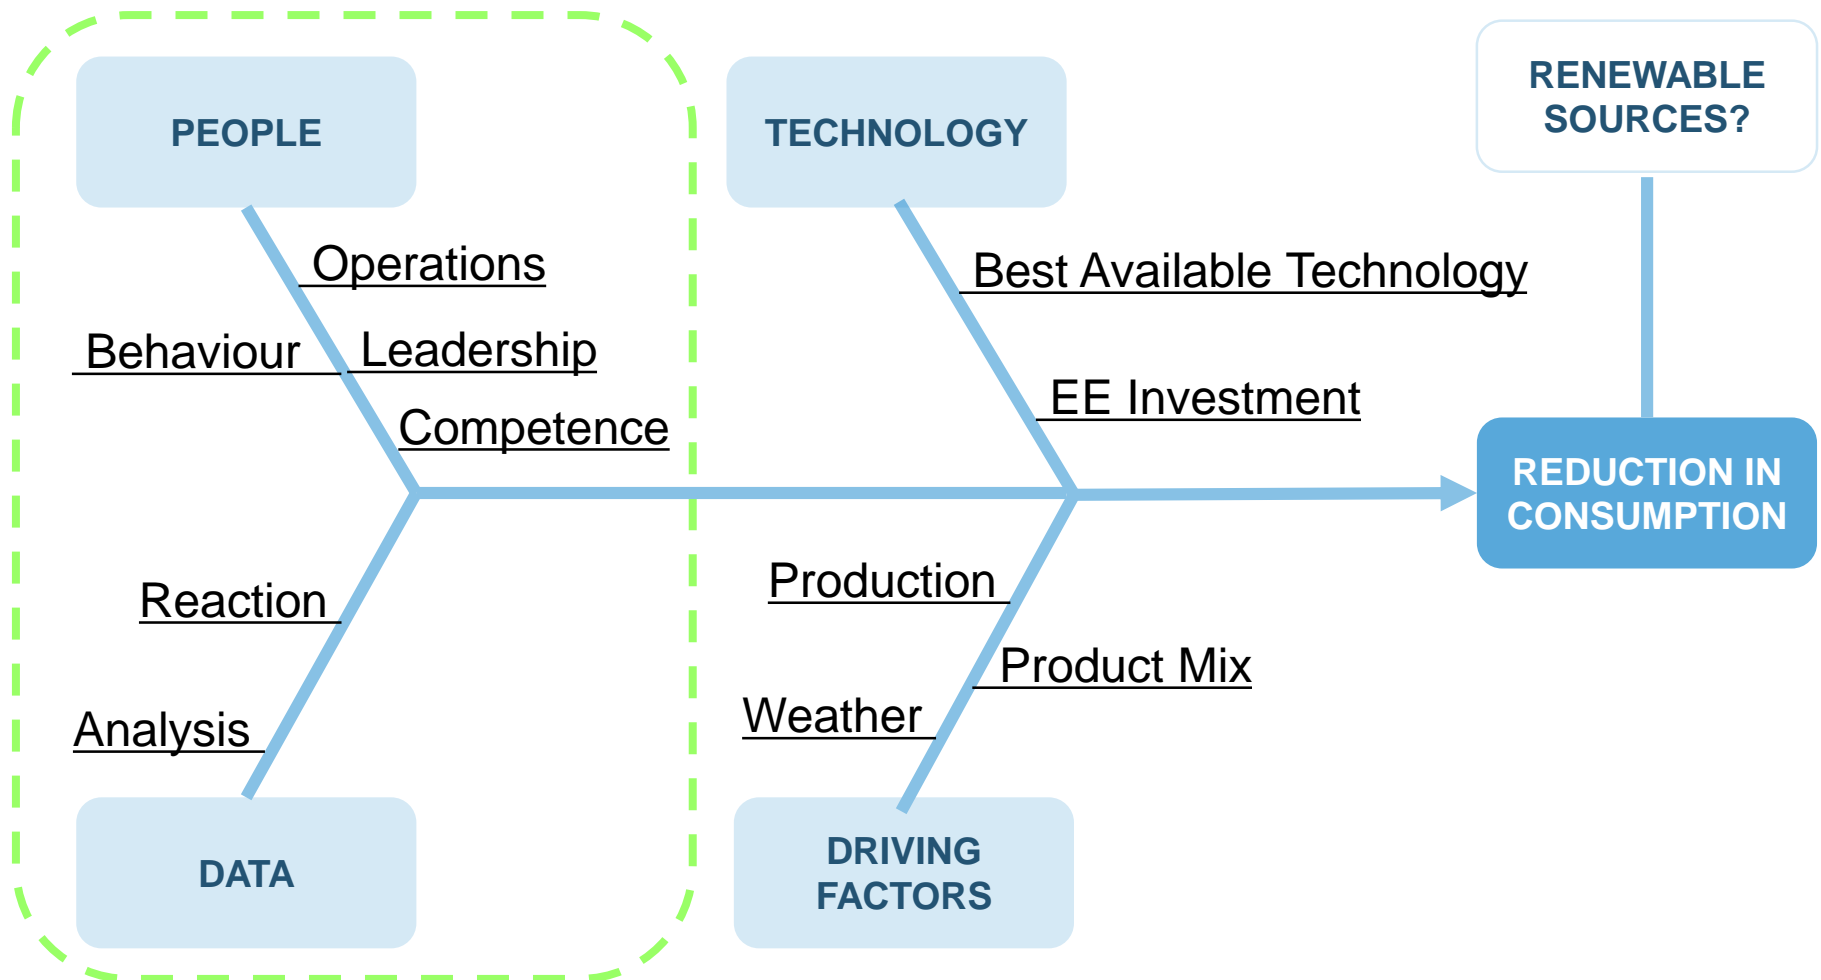 PEOPLE
TECHNOLOGY
RENEWABLE
SOURCES?
Operations
Behaviour
Leadership
Competence
Best Available Technology
EE Investment
REDUCTION IN
CONSUMPTION
Reaction
Analysis
Production
Product Mix
Weather
DATA
DRIVING
FACTORS